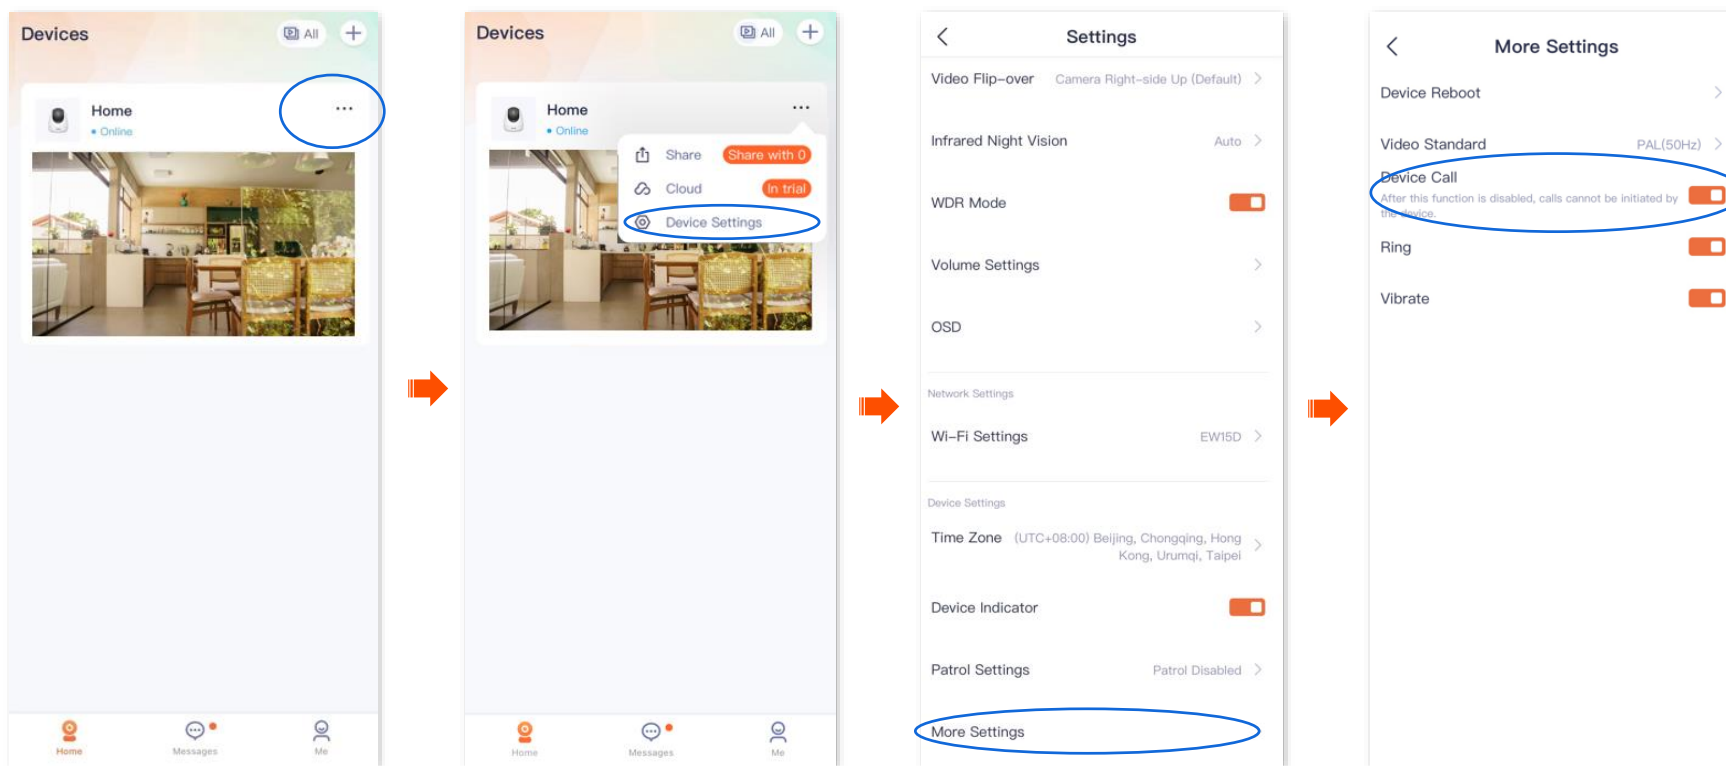 Devices
All
Home
Online
Home
Messages
Me
Devices
All
Home
Online
Share
Share with 0
Cloud
In trial
Device Settings
Home
Messages
Me
Settings
Video Flip-over
Camera Right-side Up (Default)
Infrared Night Vision
Auto
WDR Mode
Volume Settings
OSD
Network Settings
Wi-Fi Settings
EW15D
Device Settings
Time Zone
(UTC+08:00) Beijing, Chongqing, Hong
Kong, Urumqi, Taipei
Device Indicator
Patrol Settings
Patrol Disabled
More Settings
More Settings
Device Reboot
Video Standard
PAL(50Hz)
Device Call
After this function is disabled, calls cannot be initiated by
the device.
Ring
Vibrate